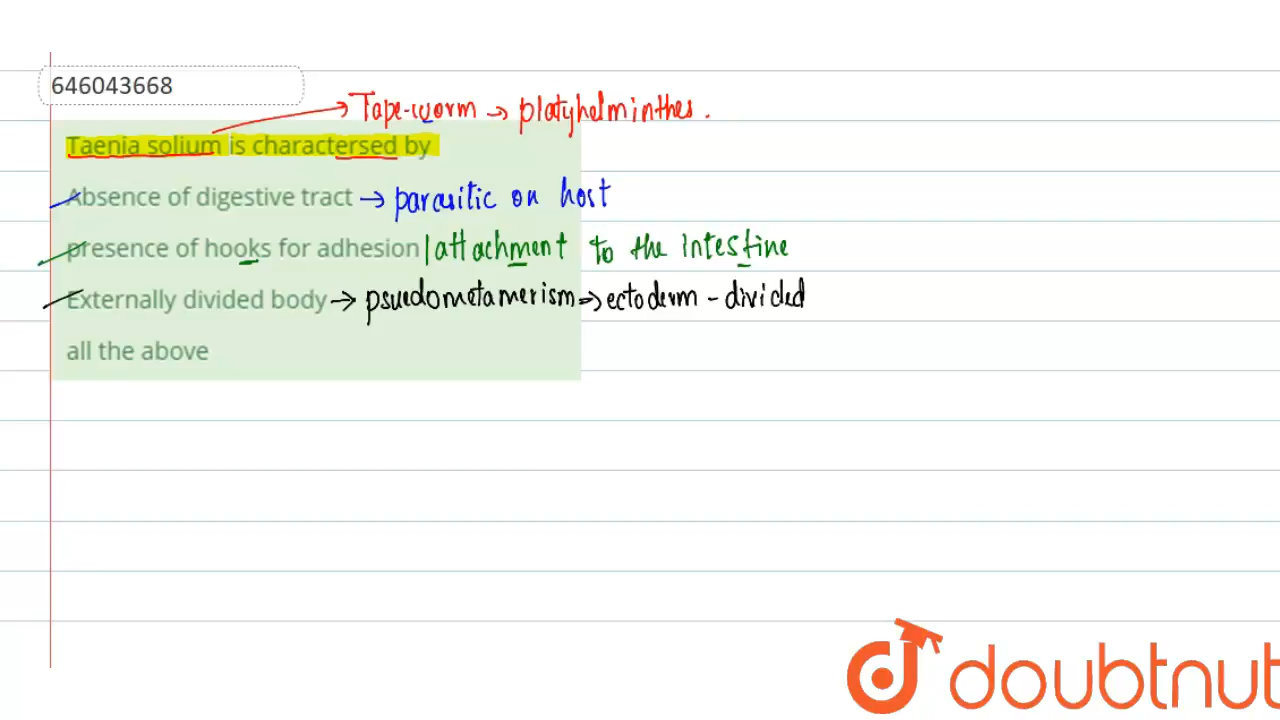 646043668
Tape-worm → platyhelminthes.
Taenia solium is charactersed by
Absence of digestive tract → parasitic on host
presence of hooks for adhesion | attachment to the intestine
Externally divided body → psuedometamerism → ectoderm - divided
all the above
doubtnut